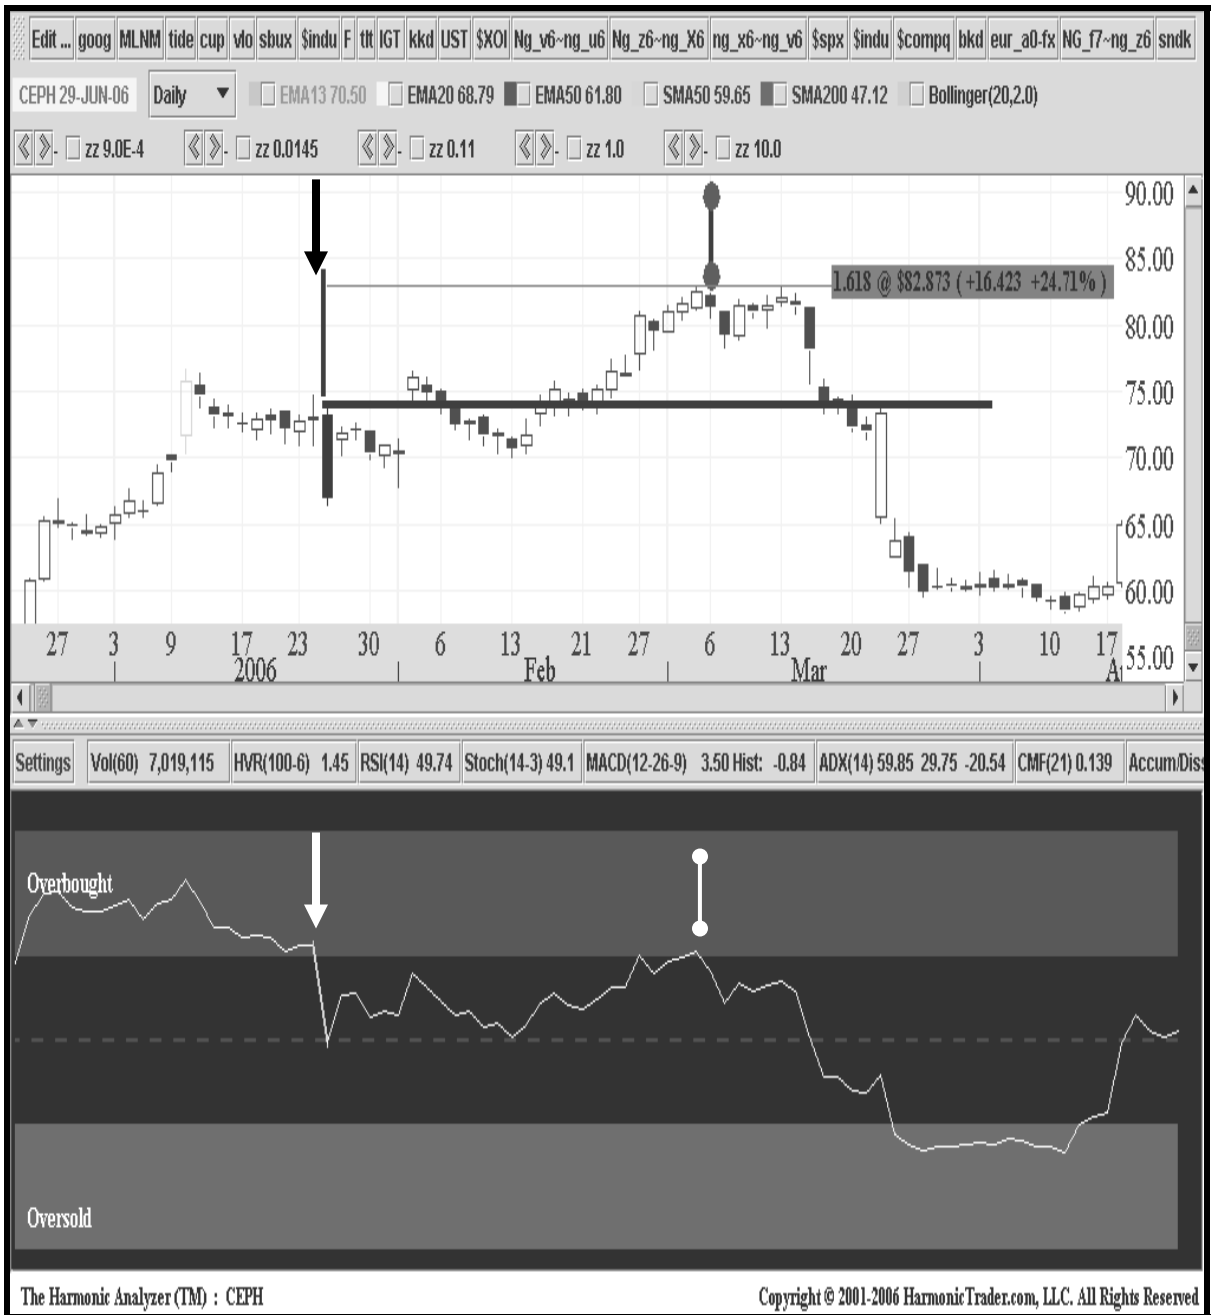 Edit ... goog MLNM tide cup vlo sbux $indu F tlt IGT kkd UST $XOI Ng_v6~ng_u6 Ng_z6~ng_X6 ng_x6~ng_v6 $spx $indu $compq bkd eur_a0-fx NG_f7~ng_z6 sndk
CEPH 29-JUN-06 Daily EMA13 70.50 EMA20 68.79 EMA50 61.80 SMA50 59.65 SMA200 47.12 Bollinger(20,2.0)
- zz 9.0E-4 - zz 0.0145 - zz 0.11 - zz 1.0 - zz 10.0
90.00
85.00
1.618 @ $82.873 ( +16.423 +24.71% )
80.00
75.00
70.00
65.00
60.00
27 3 9 17 23 30 6 13 21 27 6 13 20 27 3 10 17
55.00
2006 Feb Mar A
Settings Vol(60) 7,019,115 HVR(100-6) 1.45 RSI(14) 49.74 Stoch(14-3) 49.1 MACD(12-26-9) 3.50 Hist: -0.84 ADX(14) 59.85 29.75 -20.54 CMF(21) 0.139 Accum/Diss
Overbought
Oversold
The Harmonic Analyzer (TM) : CEPH
Copyright © 2001-2006 HarmonicTrader.com, LLC. All Rights Reserved